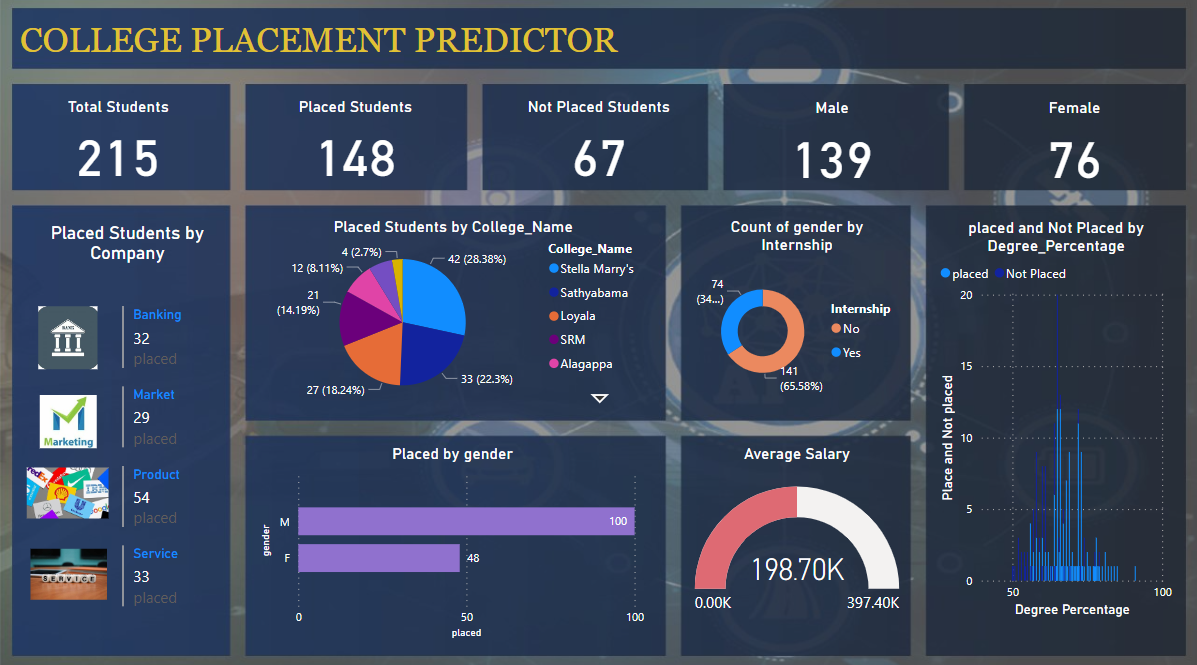 COLLEGE PLACEMENT PREDICTOR
Total Students
215
Placed Students
148
Not Placed Students
67
Male
139
Female
76
Placed Students by
Company
BANK
Banking
32
placed
Marketing
Market
29
placed
FedEx
IBM
Product
54
placed
SERVICE
Service
33
placed
Placed Students by College_Name
4 (2.7%)
12 (8.11%)
21
(14.19%)
27 (18.24%)
33 (22.3%)
42 (28.38%)
College_Name
Stella Marry's
Sathyabama
Loyala
SRM
Alagappa
Count of gender by
Internship
74
(34...)
141
(65.58%)
Internship
No
Yes
placed and Not Placed by
Degree_Percentage
placed Not Placed
Place and Not placed
20
15
10
5
0
50 100
Degree Percentage
Placed by gender
gender
M 100
F 48
0 50 100
placed
Average Salary
198.70K
0.00K 397.40K